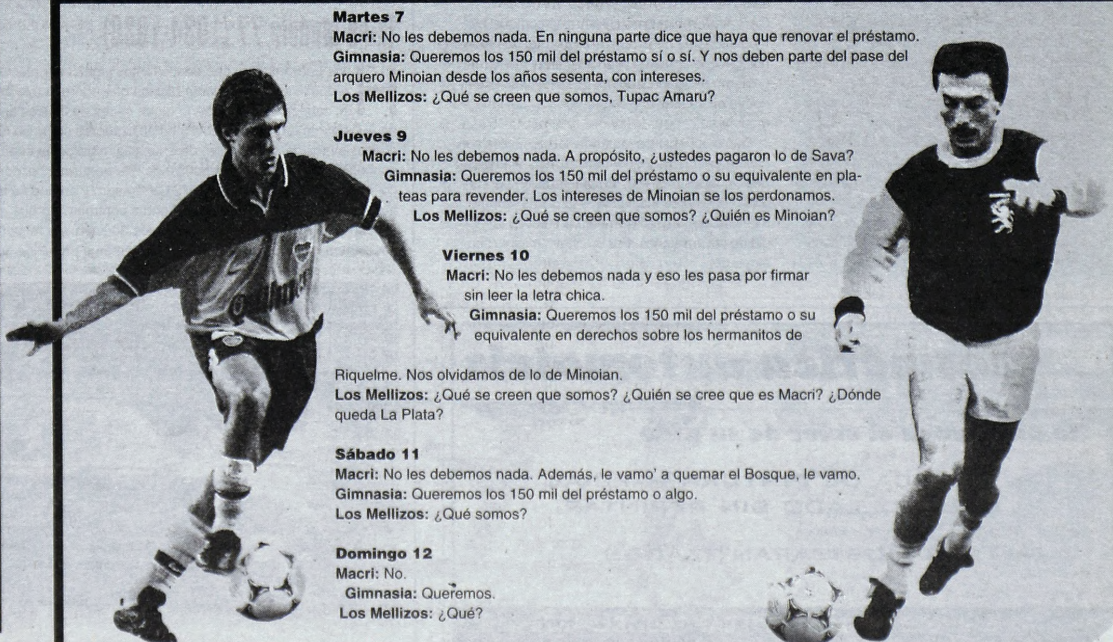 Martes 7
Macri: No les debemos nada. En ninguna parte dice que haya que renovar el préstamo.
Gimnasia: Queremos los 150 mil del préstamo sí o sí. Y nos deben parte del pase del
arquero Minoian desde los años sesenta, con intereses.
Los Mellizos: ¿Qué se creen que somos, Tupac Amaru?
Jueves 9
Macri: No les debemos nada. A propósito, ¿ustedes pagaron lo de Sava?
Gimnasia: Queremos los 150 mil del préstamo o su equivalente en pla-
teas para revender. Los intereses de Minoian se los perdonamos.
Los Mellizos: ¿Qué se creen que somos? ¿Quién es Minoian?
Viernes 10
Macri: No les debemos nada y eso les pasa por firmar
sin leer la letra chica.
Gimnasia: Queremos los 150 mil del préstamo o su
equivalente en derechos sobre los hermanitos de
Riquelme. Nos olvidamos de lo de Minoian.
Los Mellizos: ¿Qué se creen que somos? ¿Quién se cree que es Macri? ¿Dónde
queda La Plata?
Sábado 11
Macri: No les debemos nada. Además, le vamo' a quemar el Bosque, le vamo.
Gimnasia: Queremos los 150 mil del préstamo o algo.
Los Mellizos: ¿Qué somos?
Domingo 12
Macri: No.
Gimnasia: Queremos.
Los Mellizos: ¿Qué?